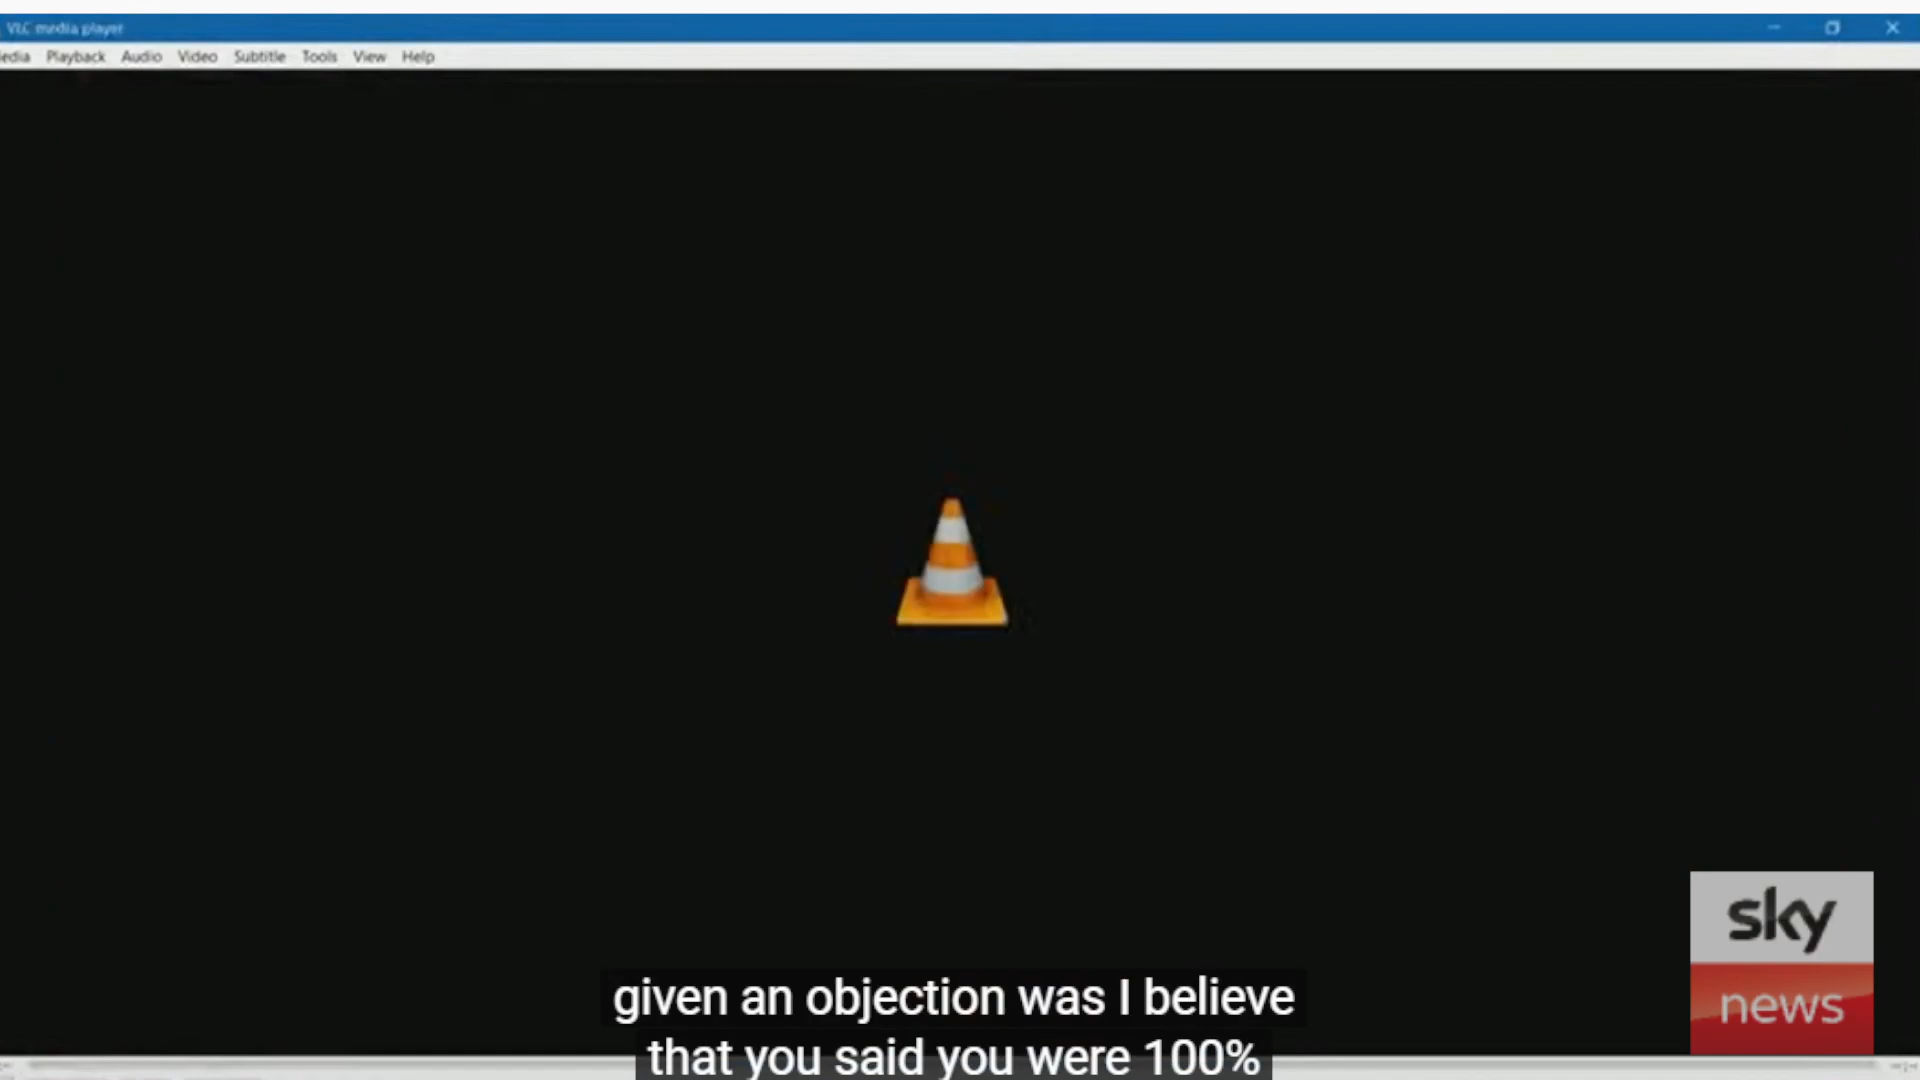 VLC media player
edia Playback Audio Video Subtitle Tools View Help
sky
news
given an objection was I believe
that you said you were 100%